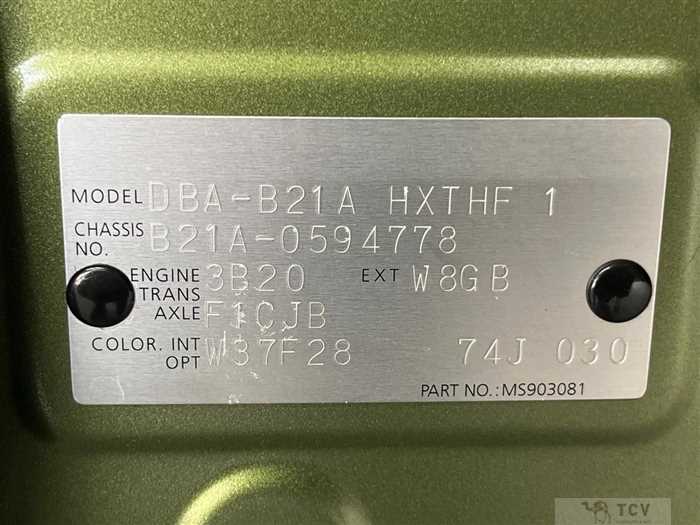 MODEL DBA-B21A HXTHF 1
CHASSIS NO. B21A-0594778
ENGINE 3B20 EXT W8GB
TRANS AXLE F1CJB
COLOR. INT OPT W37F28 74J 030
PART NO.:MS903081
TCV